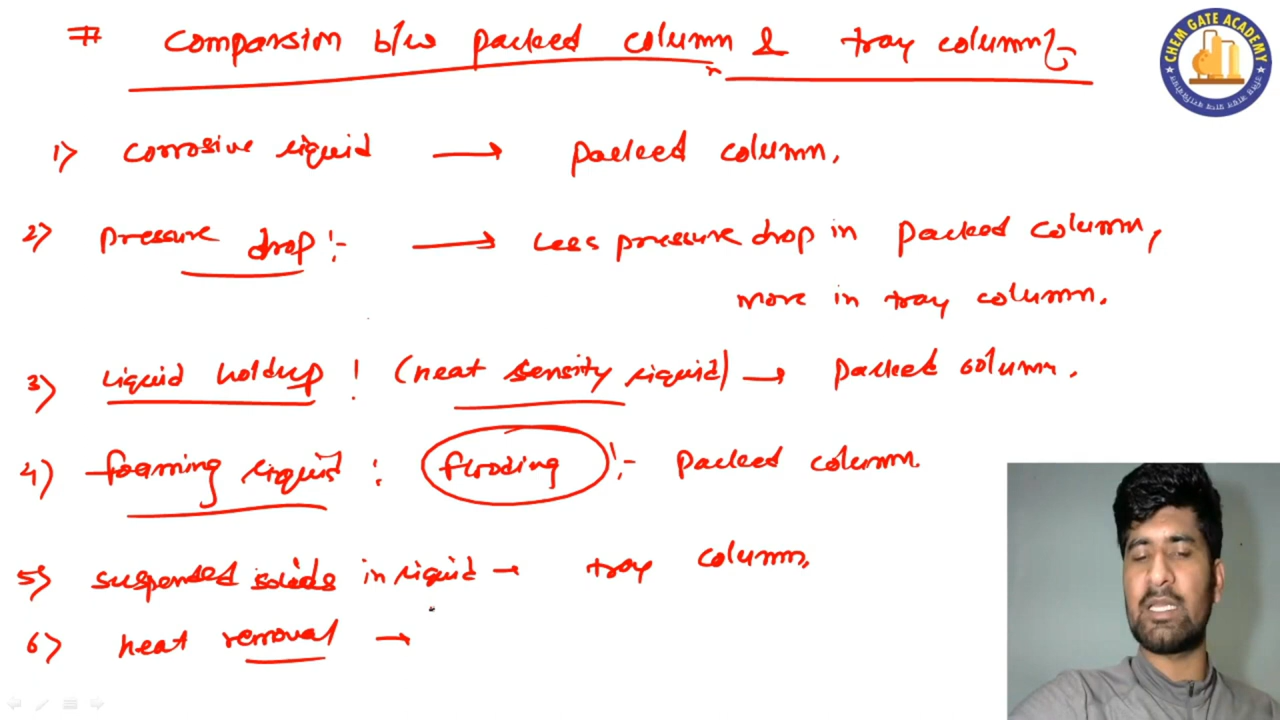 # Comparsion b/w packed column & tray column
CHEM GATE ACADEMY
1) corrosive liquid → packed column.
2) pressure drop :- → Less pressure drop in packed column,
more in tray column.
3) Liquid holdup ! (heat sensity liquid) → packed column.
4) foaming liquid : flooding !- packed column.
5) suspended solids in liquid → tray column.
6) heat removal →